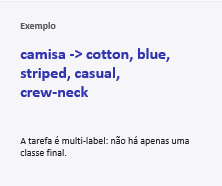 Exemplo
camisa -> cotton, blue,
striped, casual,
crew-neck
A tarefa é multi-label: não há apenas uma
classe final.